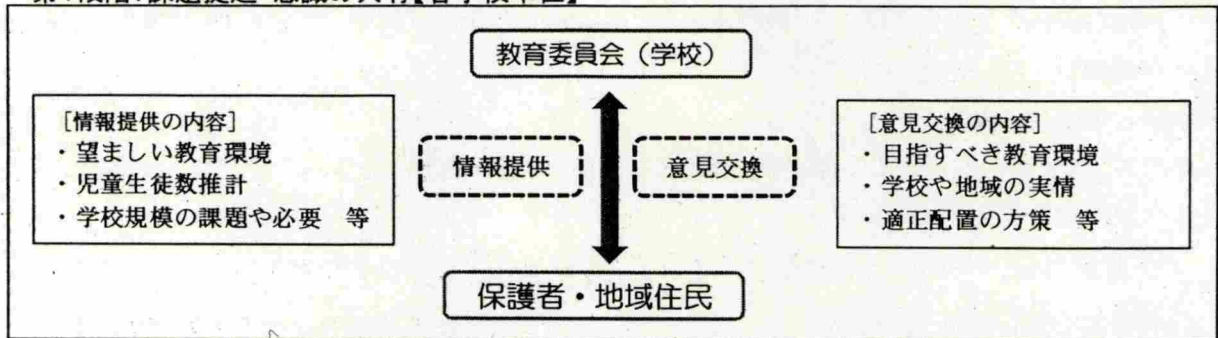 教育委員会（学校）
[情報提供の内容]
・望ましい教育環境
・児童生徒数推計
・学校規模の課題や必要　等
情報提供
意見交換
[意見交換の内容]
・目指すべき教育環境
・学校や地域の実情
・適正配置の方策　等
保護者・地域住民